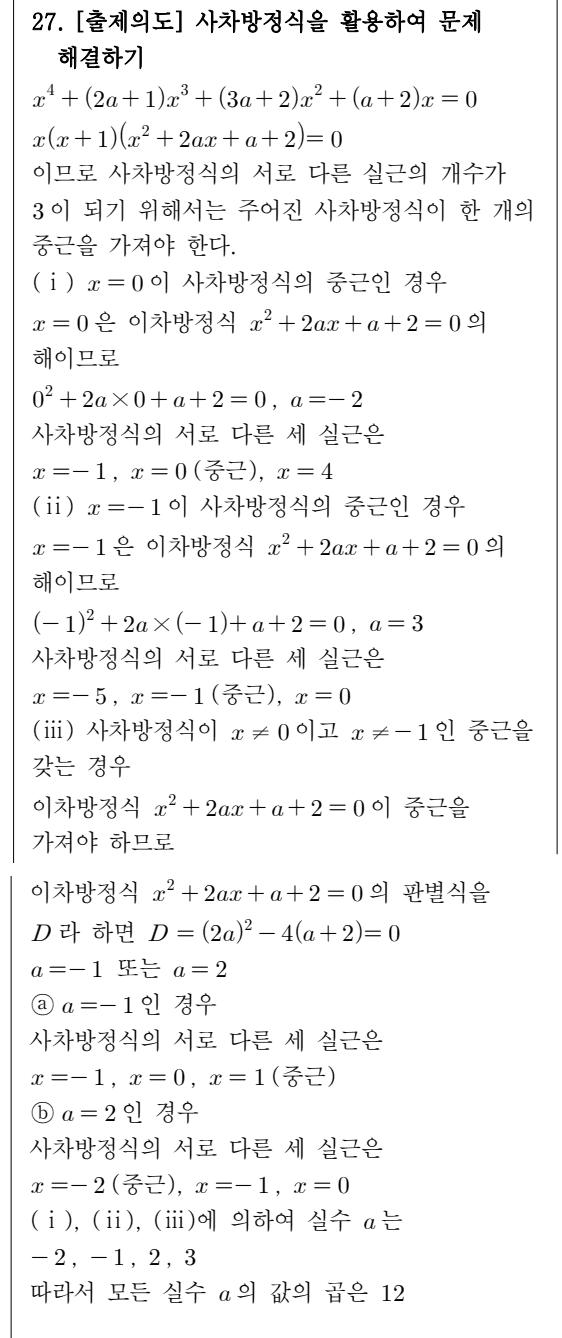 27. [출제의도] 사차방정식을 활용하여 문제
해결하기
x⁴ + (2a + 1)x³ + (3a + 2)x² + (a + 2)x = 0
x(x + 1)(x² + 2ax + a + 2) = 0
이므로 사차방정식의 서로 다른 실근의 개수가
3이 되기 위해서는 주어진 사차방정식이 한 개의
중근을 가져야 한다.
(ⅰ) x = 0이 사차방정식의 중근인 경우
x = 0은 이차방정식 x² + 2ax + a + 2 = 0의
해이므로
0² + 2a × 0 + a + 2 = 0, a = −2
사차방정식의 서로 다른 세 실근은
x = −1, x = 0(중근), x = 4
(ⅱ) x = −1이 사차방정식의 중근인 경우
x = −1은 이차방정식 x² + 2ax + a + 2 = 0의
해이므로
(−1)² + 2a × (−1) + a + 2 = 0, a = 3
사차방정식의 서로 다른 세 실근은
x = −5, x = −1(중근), x = 0
(ⅲ) 사차방정식이 x ≠ 0이고 x ≠ −1인 중근을
갖는 경우
이차방정식 x² + 2ax + a + 2 = 0이 중근을
가져야 하므로
이차방정식 x² + 2ax + a + 2 = 0의 판별식을
D라 하면 D = (2a)² − 4(a + 2) = 0
a = −1 또는 a = 2
ⓐ a = −1인 경우
사차방정식의 서로 다른 세 실근은
x = −1, x = 0, x = 1(중근)
ⓑ a = 2인 경우
사차방정식의 서로 다른 세 실근은
x = −2(중근), x = −1, x = 0
(ⅰ), (ⅱ), (ⅲ)에 의하여 실수 a는
−2, −1, 2, 3
따라서 모든 실수 a의 값의 곱은 12